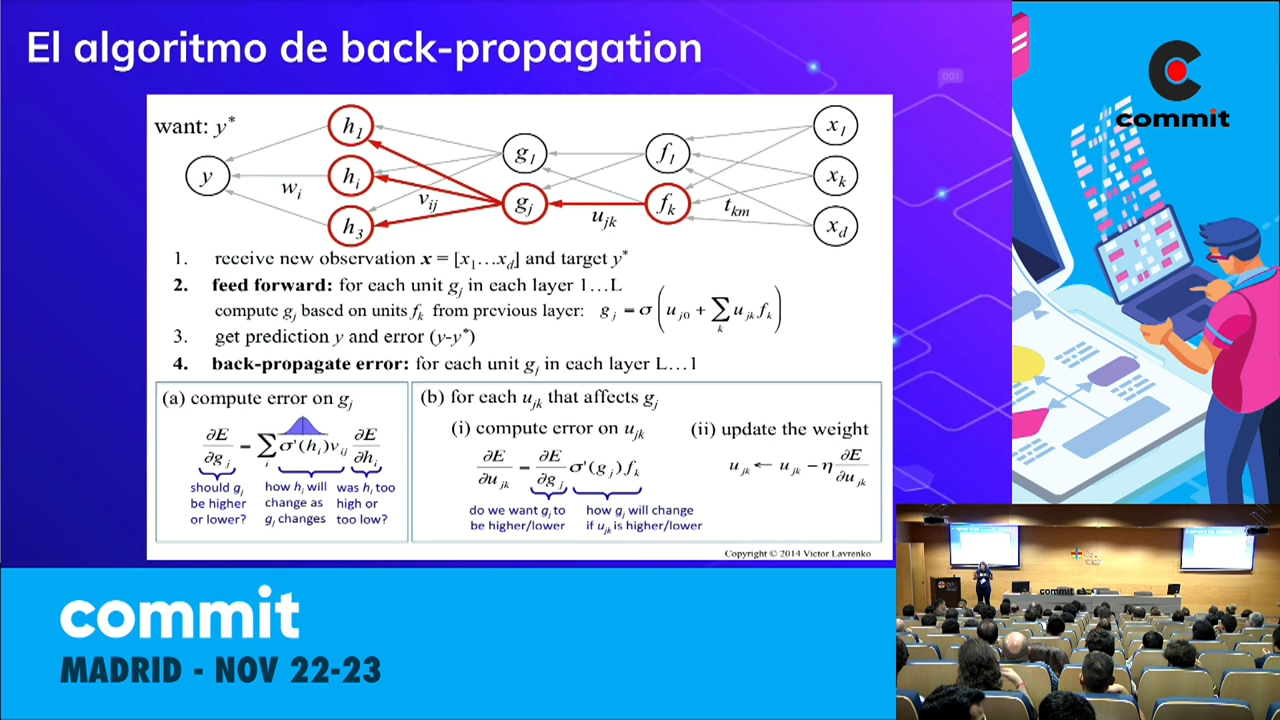 El algoritmo de back-propagation
001
commit
want: y*
h1
g1
f1
x1
y
wi
hi
vij
gj
ujk
fk
tkm
xk
h3
xd
1. receive new observation x = [x1…xd] and target y*
2. feed forward: for each unit gj in each layer 1…L
compute gj based on units fk from previous layer: gj = σ(uj0 + ∑k ujk fk)
3. get prediction y and error (y-y*)
4. back-propagate error: for each unit gj in each layer L…1
(a) compute error on gj
∂E/∂gj = ∑i σ'(hi)vij ∂E/∂hi
should gj be higher or lower?
how hi will change as gj changes
was hi too high or too low?
(b) for each ujk that affects gj
(i) compute error on ujk
∂E/∂ujk = ∂E/∂gj σ'(gj)fk
do we want gj to be higher/lower
how gj will change if ujk is higher/lower
(ii) update the weight
ujk ← ujk − η ∂E/∂ujk
Copyright © 2014 Victor Lavrenko
commit
MADRID - NOV 22-23
commit